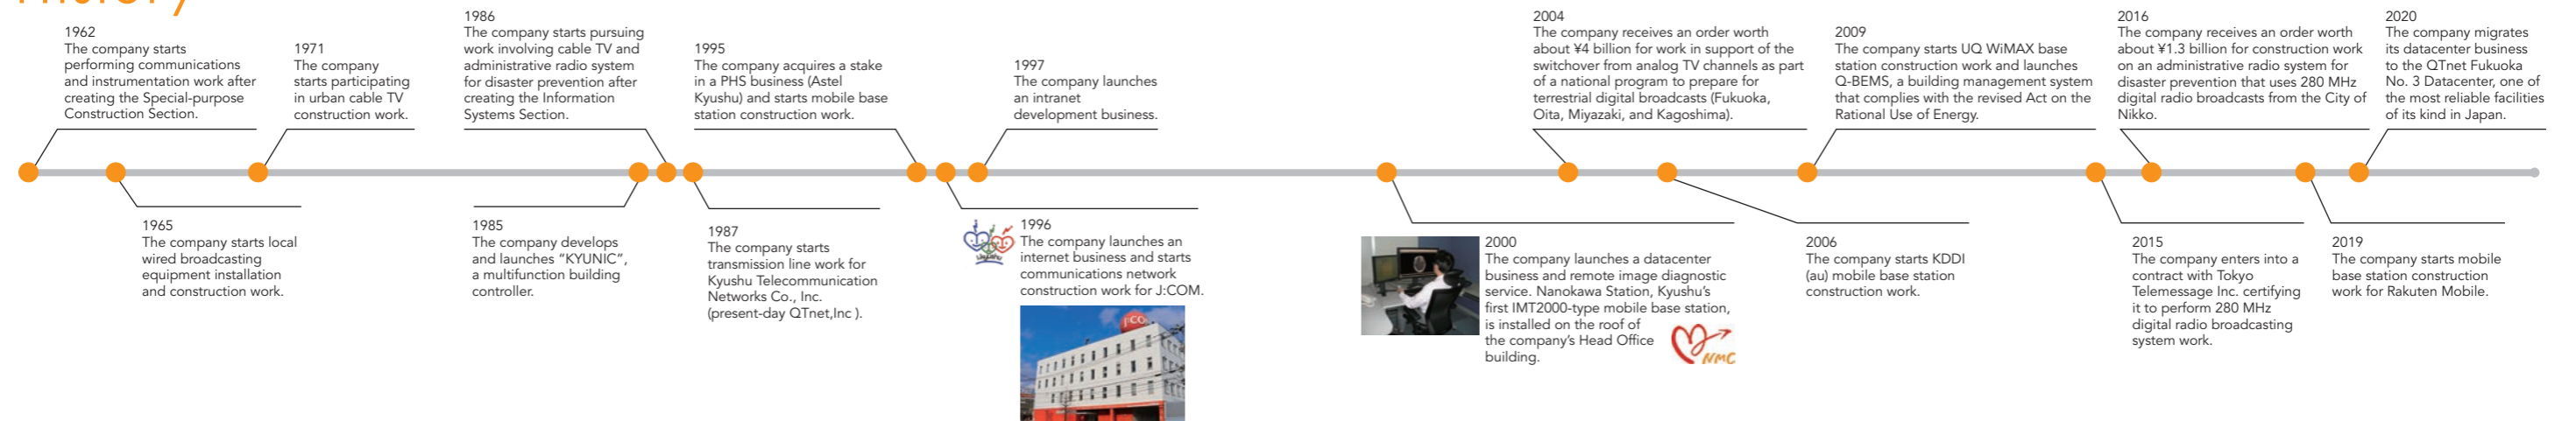 History
1962
The company starts
performing communications
and instrumentation work after
creating the Special-purpose
Construction Section.
1965
The company starts local
wired broadcasting
equipment installation
and construction work.
1971
The company
starts participating
in urban cable TV
construction work.
1985
The company develops
and launches “KYUNIC”,
a multifunction building
controller.
1986
The company starts pursuing
work involving cable TV and
administrative radio system
for disaster prevention after
creating the Information
Systems Section.
1987
The company starts
transmission line work for
Kyushu Telecommunication
Networks Co., Inc.
(present-day QTnet,Inc ).
1995
The company acquires a stake
in a PHS business (Astel
Kyushu) and starts mobile base
station construction work.
1996
The company launches an
internet business and starts
communications network
construction work for J:COM.
J:CO
1997
The company launches
an intranet
development business.
2000
The company launches a datacenter
business and remote image diagnostic
service. Nanokawa Station, Kyushu’s
first IMT2000-type mobile base station,
is installed on the roof of
the company’s Head Office
building.
NMC
2004
The company receives an order worth
about ¥4 billion for work in support of the
switchover from analog TV channels as part
of a national program to prepare for
terrestrial digital broadcasts (Fukuoka,
Oita, Miyazaki, and Kagoshima).
2006
The company starts KDDI
(au) mobile base station
construction work.
2009
The company starts UQ WiMAX base
station construction work and launches
Q-BEMS, a building management system
that complies with the revised Act on the
Rational Use of Energy.
2015
The company enters into a
contract with Tokyo
Telemessage Inc. certifying
it to perform 280 MHz
digital radio broadcasting
system work.
2016
The company receives an order worth
about ¥1.3 billion for construction work
on an administrative radio system for
disaster prevention that uses 280 MHz
digital radio broadcasts from the City of
Nikko.
2019
The company starts mobile
base station construction
work for Rakuten Mobile.
2020
The company migrates
its datacenter business
to the QTnet Fukuoka
No. 3 Datacenter, one of
the most reliable facilities
of its kind in Japan.